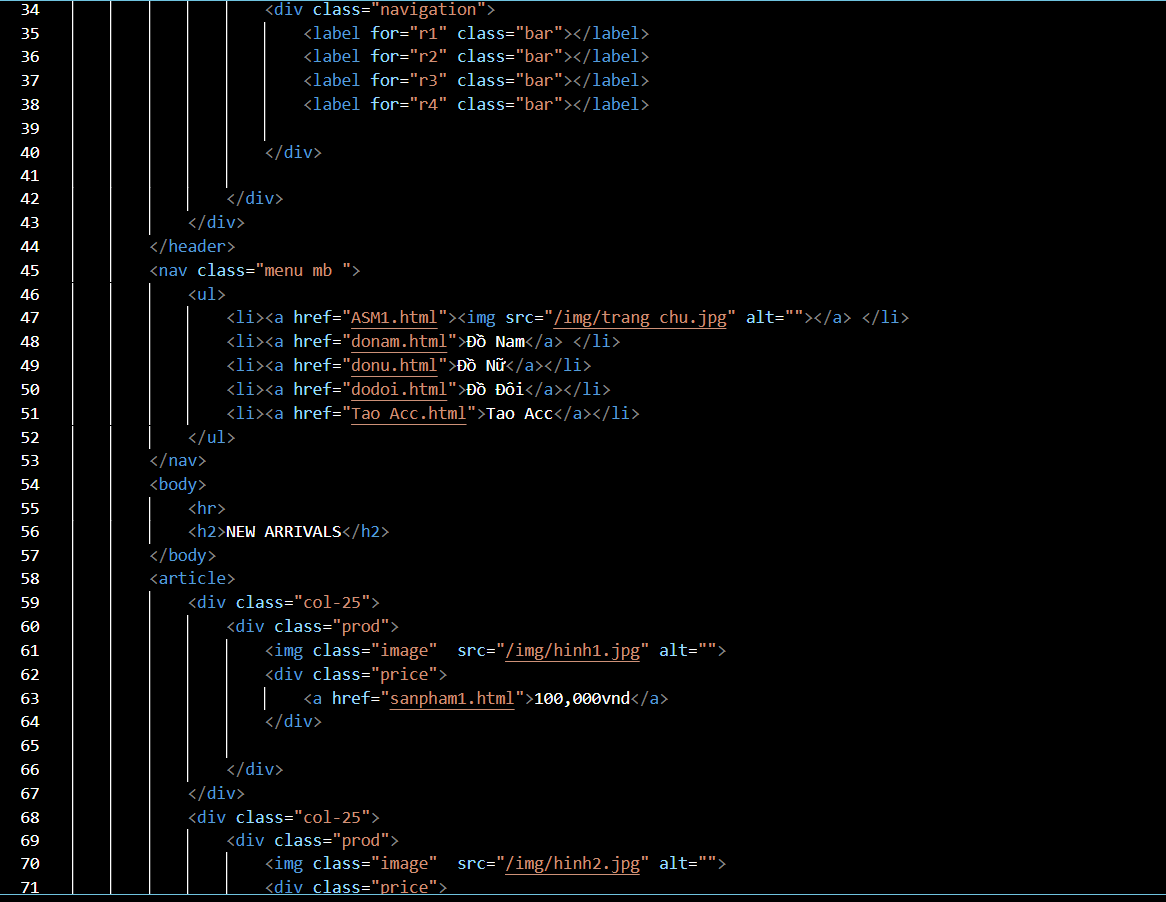 34 <div class="navigation">
35 <label for="r1" class="bar"></label>
36 <label for="r2" class="bar"></label>
37 <label for="r3" class="bar"></label>
38 <label for="r4" class="bar"></label>
39
40 </div>
41
42 </div>
43 </div>
44 </header>
45 <nav class="menu mb ">
46 <ul>
47 <li><a href="ASM1.html"><img src="/img/trang chu.jpg" alt=""></a> </li>
48 <li><a href="donam.html">Đồ Nam</a> </li>
49 <li><a href="donu.html">Đồ Nữ</a></li>
50 <li><a href="dodoi.html">Đồ Đôi</a></li>
51 <li><a href="Tao Acc.html">Tao Acc</a></li>
52 </ul>
53 </nav>
54 <body>
55 <hr>
56 <h2>NEW ARRIVALS</h2>
57 </body>
58 <article>
59 <div class="col-25">
60 <div class="prod">
61 <img class="image"  src="/img/hinh1.jpg" alt="">
62 <div class="price">
63 <a href="sanpham1.html">100,000vnd</a>
64 </div>
65
66 </div>
67 </div>
68 <div class="col-25">
69 <div class="prod">
70 <img class="image"  src="/img/hinh2.jpg" alt="">
71 <div class="price">